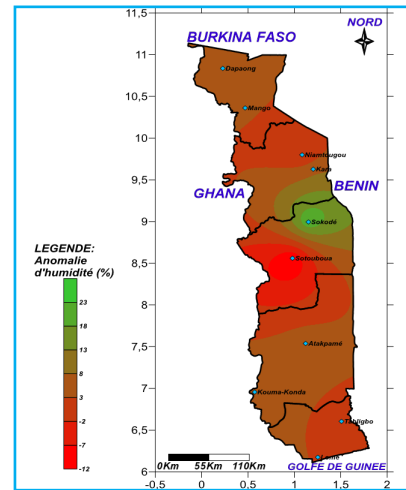 NORD
11,5
BURKINA FASO
11
Dapaong
10,5
Mango
10
Niamtougou
Kara
9,5
GHANA
BENIN
9
Sokodé
Sotouboua
8,5
8
Atakpamé
7,5
7
Kouma-Konda
Tabligbo
6,5
Lomé
6
LEGENDE:
Anomalie
d'humidité (%)
23
18
13
8
3
-2
-7
-12
0Km 55Km 110Km
GOLFE DE GUINEE
-0,5 0 0,5 1 1,5 2